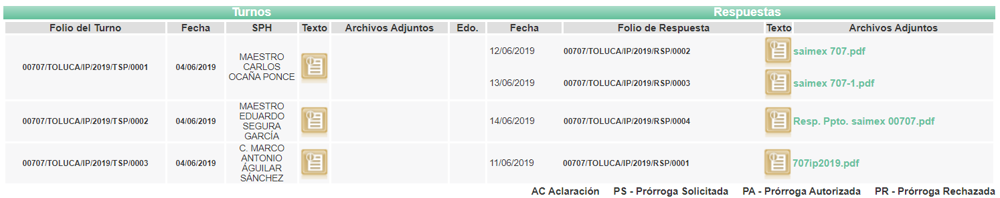 Turnos Respuestas
Folio del Turno Fecha SPH Texto Archivos Adjuntos Edo. Fecha Folio de Respuesta Texto Archivos Adjuntos
00707/TOLUCA/IP/2019/TSP/0001 04/06/2019
MAESTRO
CARLOS
OCAÑA PONCE
12/06/2019 00707/TOLUCA/IP/2019/RSP/0002 saimex 707.pdf
13/06/2019 00707/TOLUCA/IP/2019/RSP/0003 saimex 707-1.pdf
00707/TOLUCA/IP/2019/TSP/0002 04/06/2019
MAESTRO
EDUARDO
SEGURA
GARCÍA
14/06/2019 00707/TOLUCA/IP/2019/RSP/0004 Resp. Ppto. saimex 00707.pdf
00707/TOLUCA/IP/2019/TSP/0003 04/06/2019
C. MARCO
ANTONIO
ÁGUILAR
SÁNCHEZ
11/06/2019 00707/TOLUCA/IP/2019/RSP/0001 707ip2019.pdf
AC Aclaración PS - Prórroga Solicitada PA - Prórroga Autorizada PR - Prórroga Rechazada